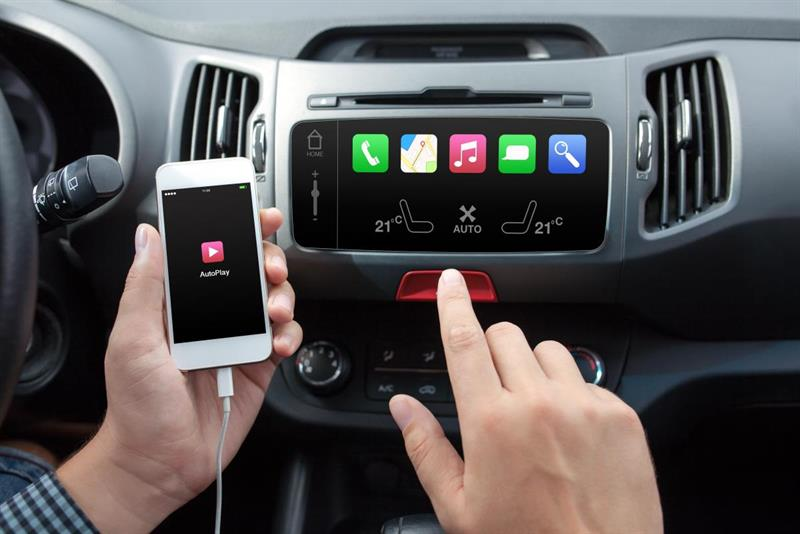 HOME
+
-
21°C
AUTO
21°C
AutoPlay
A/C